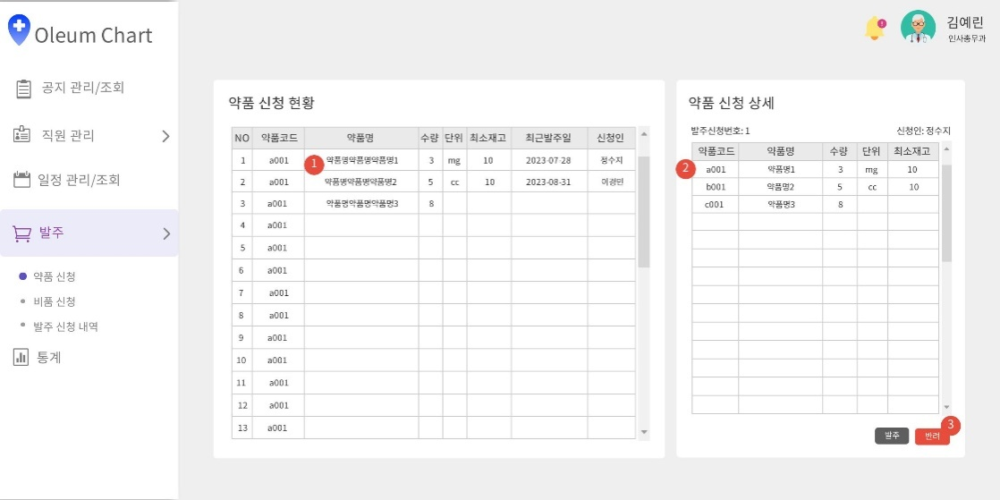 Oleum Chart
김예린
인사총무과
공지 관리/조회
직원 관리
일정 관리/조회
발주
약품 신청
비품 신청
발주 신청 내역
통계
약품 신청 현황
NO 약품코드 약품명 수량 단위 최소재고 최근발주일 신청인
1 a001 1 약품명약품명약품명1 3 mg 10 2023-07-28 정수지
2 a001 약품명약품명약품명2 5 cc 10 2023-08-31 이경민
3 a001 약품명약품명약품명3 8
4 a001
5 a001
6 a001
7 a001
8 a001
9 a001
10 a001
11 a001
12 a001
13 a001
약품 신청 상세
발주신청번호: 1 신청인: 정수지
약품코드 약품명 수량 단위 최소재고
2 a001 약품명1 3 mg 10
b001 약품명2 5 cc 10
c001 약품명3 8
발주 반려 3